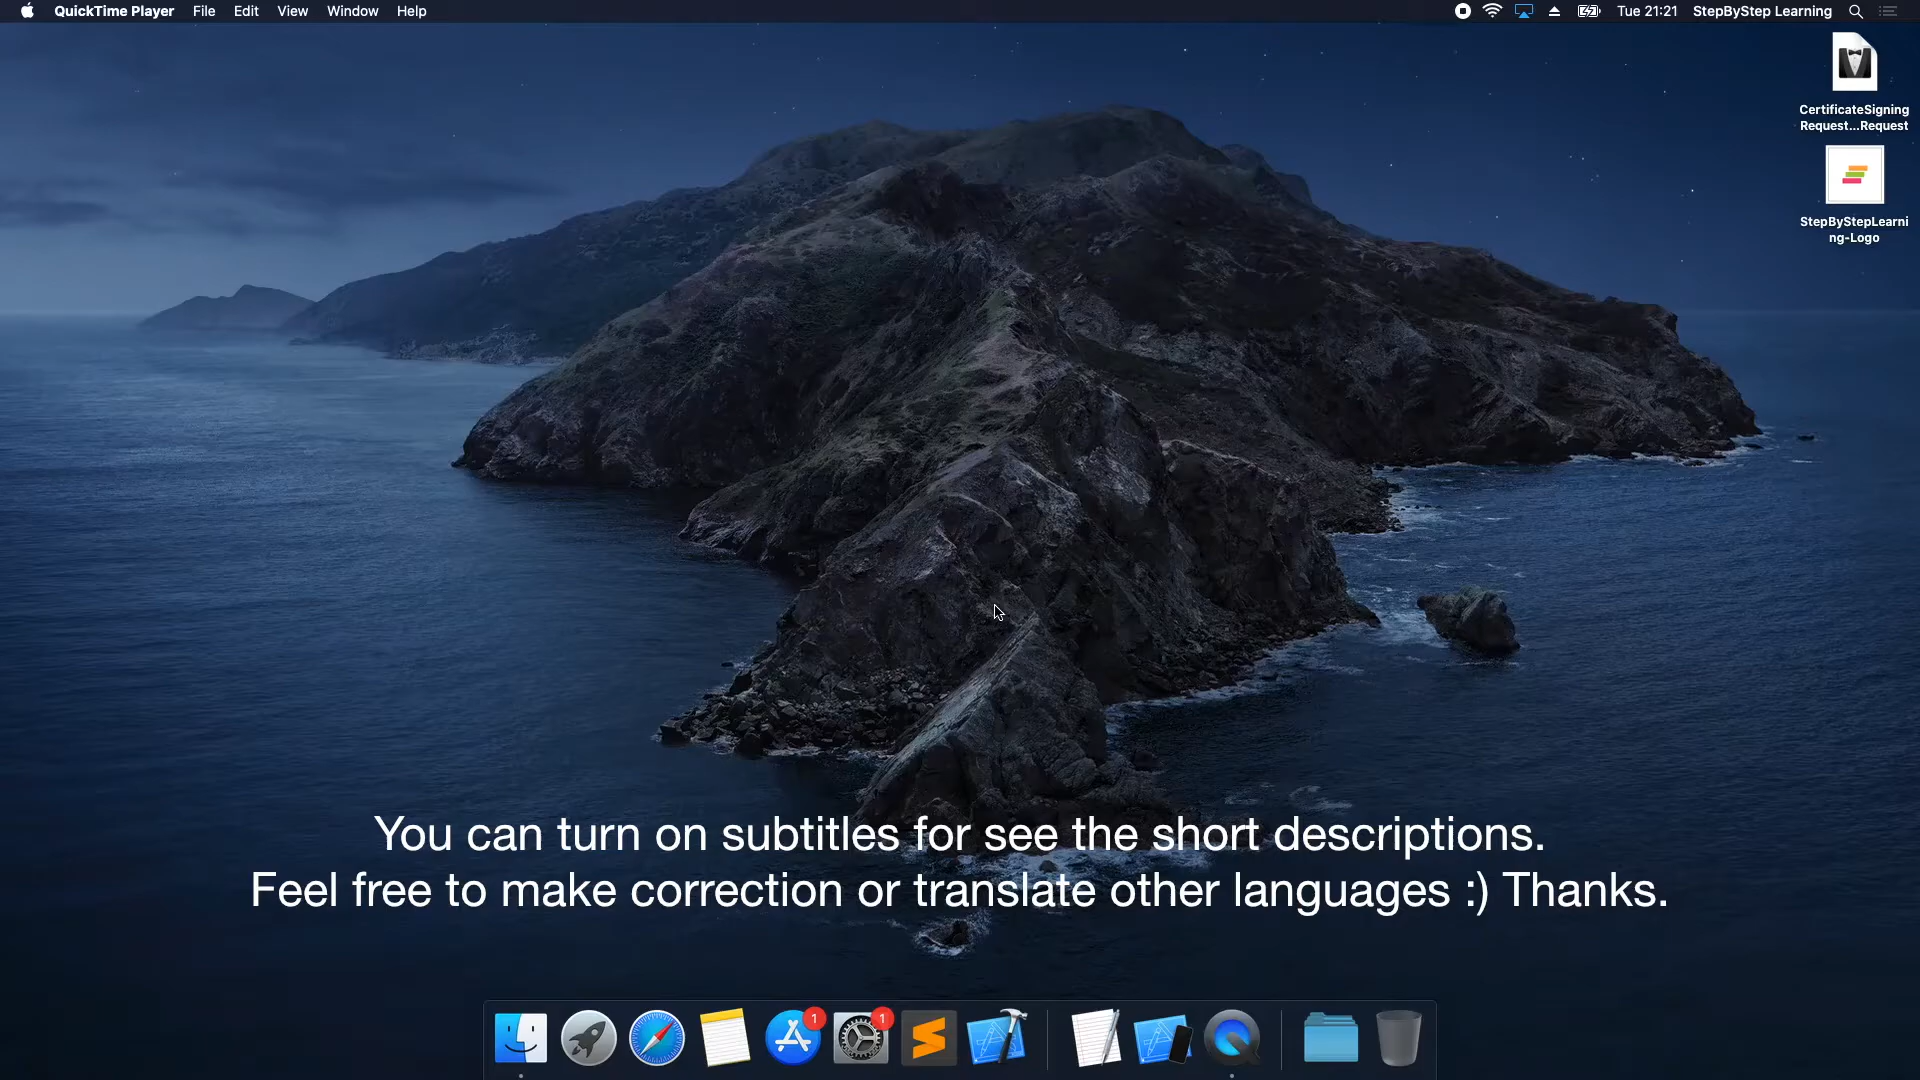 QuickTime Player File Edit View Window Help Tue 21:21 StepByStep Learning
CertificateSigning
Request...Request
StepByStepLearni
ng-Logo
You can turn on subtitles for see the short descriptions.
Feel free to make correction or translate other languages :) Thanks.
1 1